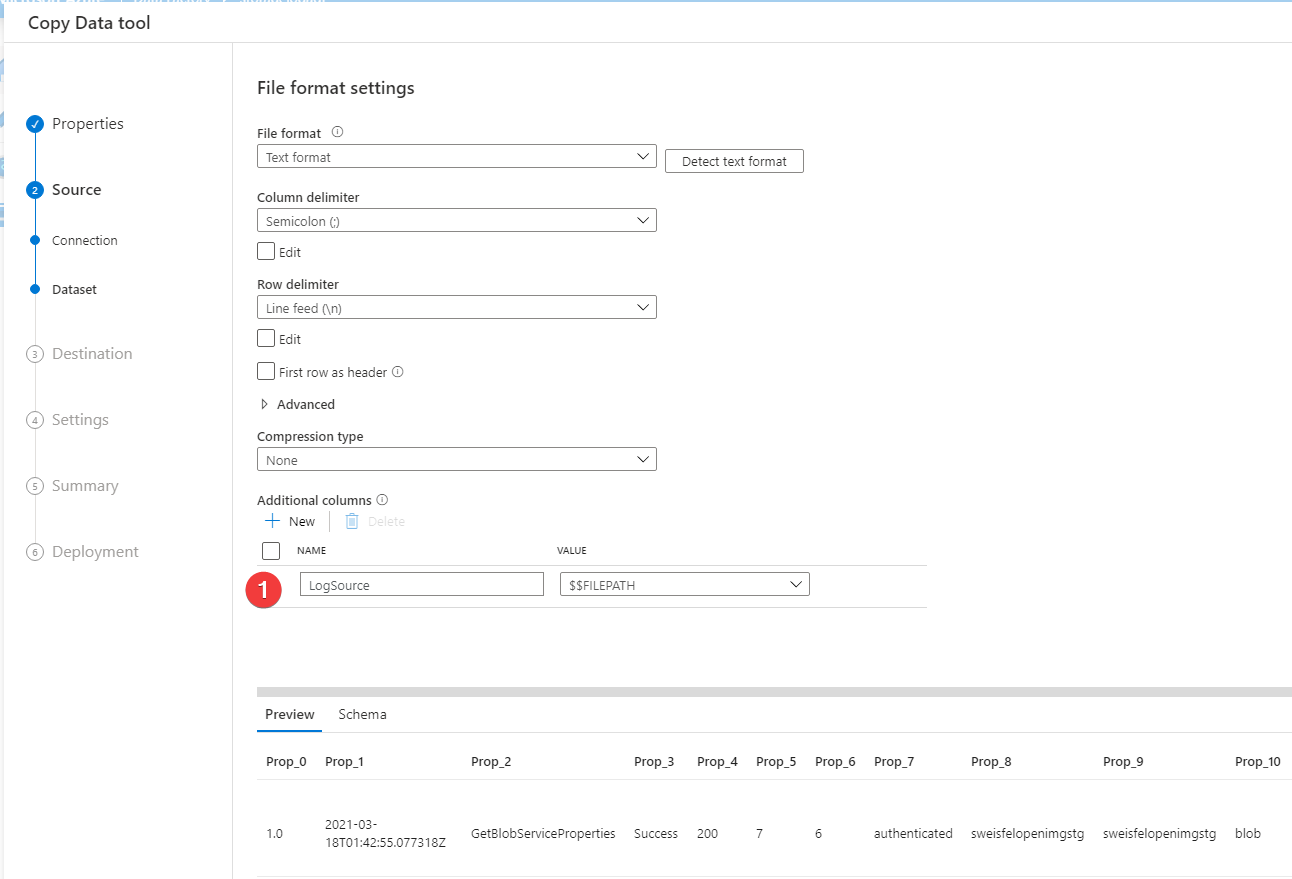 Copy Data tool
Properties
2 Source
Connection
Dataset
3 Destination
4 Settings
5 Summary
6 Deployment
File format settings
File format
Text format
Detect text format
Column delimiter
Semicolon (;)
Edit
Row delimiter
Line feed (\n)
Edit
First row as header
Advanced
Compression type
None
Additional columns
New Delete
NAME VALUE
1 LogSource $$FILEPATH
Preview Schema
Prop_0 Prop_1 Prop_2 Prop_3 Prop_4 Prop_5 Prop_6 Prop_7 Prop_8 Prop_9 Prop_10
1.0 2021-03-
18T01:42:55.077318Z GetBlobServiceProperties Success 200 7 6 authenticated sweisfelopenimgstg sweisfelopenimgstg blob